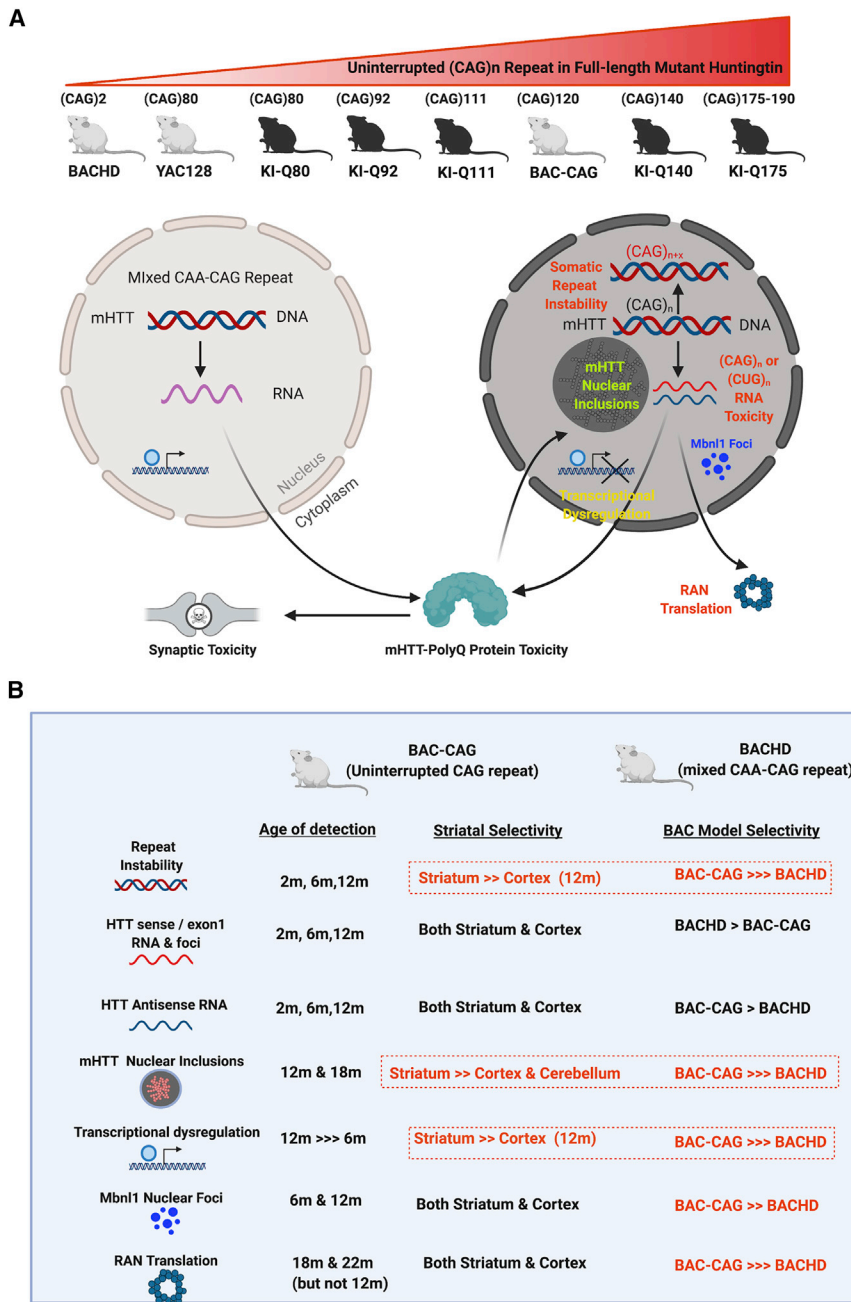 A
Uninterrupted (CAG)n Repeat in Full-length Mutant Huntingtin
(CAG)2 (CAG)80 (CAG)80 (CAG)92 (CAG)111 (CAG)120 (CAG)140 (CAG)175-190
BACHD YAC128 KI-Q80 KI-Q92 KI-Q111 BAC-CAG KI-Q140 KI-Q175
MIxed CAA-CAG Repeat
mHTT DNA
RNA
Nucleus
Cytoplasm
Somatic
Repeat
Instability
(CAG)n+x
(CAG)n
mHTT DNA
mHTT
Nuclear
Inclusions
(CAG)n or
(CUG)n
RNA
Toxicity
Mbnl1 Foci
Transcriptional
Dysregulation
RAN
Translation
Synaptic Toxicity
mHTT-PolyQ Protein Toxicity
B
BAC-CAG
(Uninterrupted CAG repeat)
BACHD
(mixed CAA-CAG repeat)
Age of detection Striatal Selectivity BAC Model Selectivity
Repeat
Instability
2m, 6m,12m Striatum >> Cortex (12m) BAC-CAG >>> BACHD
HTT sense / exon1
RNA & foci
2m, 6m,12m Both Striatum & Cortex BACHD > BAC-CAG
HTT Antisense RNA 2m, 6m,12m Both Striatum & Cortex BAC-CAG > BACHD
mHTT Nuclear Inclusions 12m & 18m Striatum >> Cortex & Cerebellum BAC-CAG >>> BACHD
Transcriptional dysregulation 12m >>> 6m Striatum >> Cortex (12m) BAC-CAG >>> BACHD
Mbnl1 Nuclear Foci 6m & 12m Both Striatum & Cortex BAC-CAG >> BACHD
RAN Translation 18m & 22m Both Striatum & Cortex BAC-CAG >>> BACHD
(but not 12m)